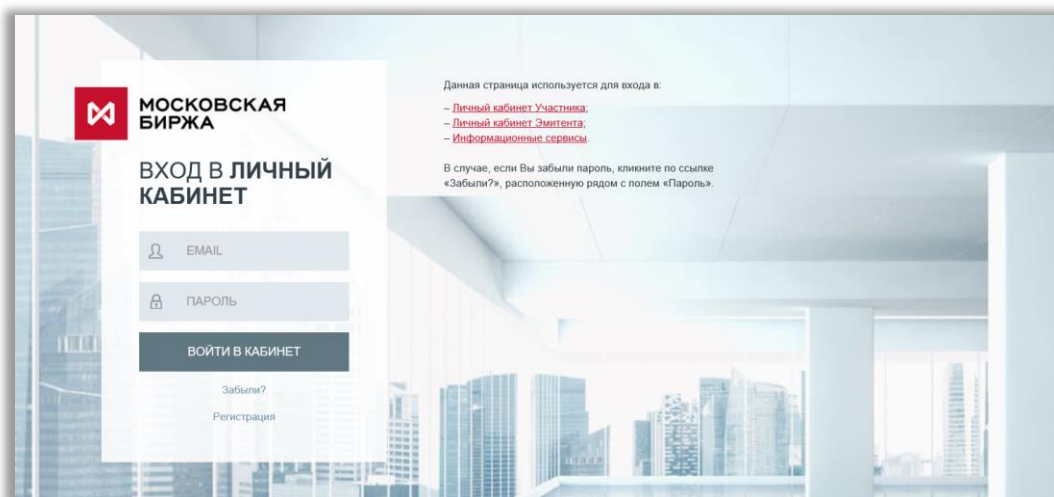 МОСКОВСКАЯ
БИРЖА
ВХОД В ЛИЧНЫЙ
КАБИНЕТ
EMAIL
ПАРОЛЬ
ВОЙТИ В КАБИНЕТ
Забыли?
Регистрация
Данная страница используется для входа в:
– Личный кабинет Участника;
– Личный кабинет Эмитента;
– Информационные сервисы.
В случае, если Вы забыли пароль, кликните по ссылке
«Забыли?», расположенную рядом с полем «Пароль».